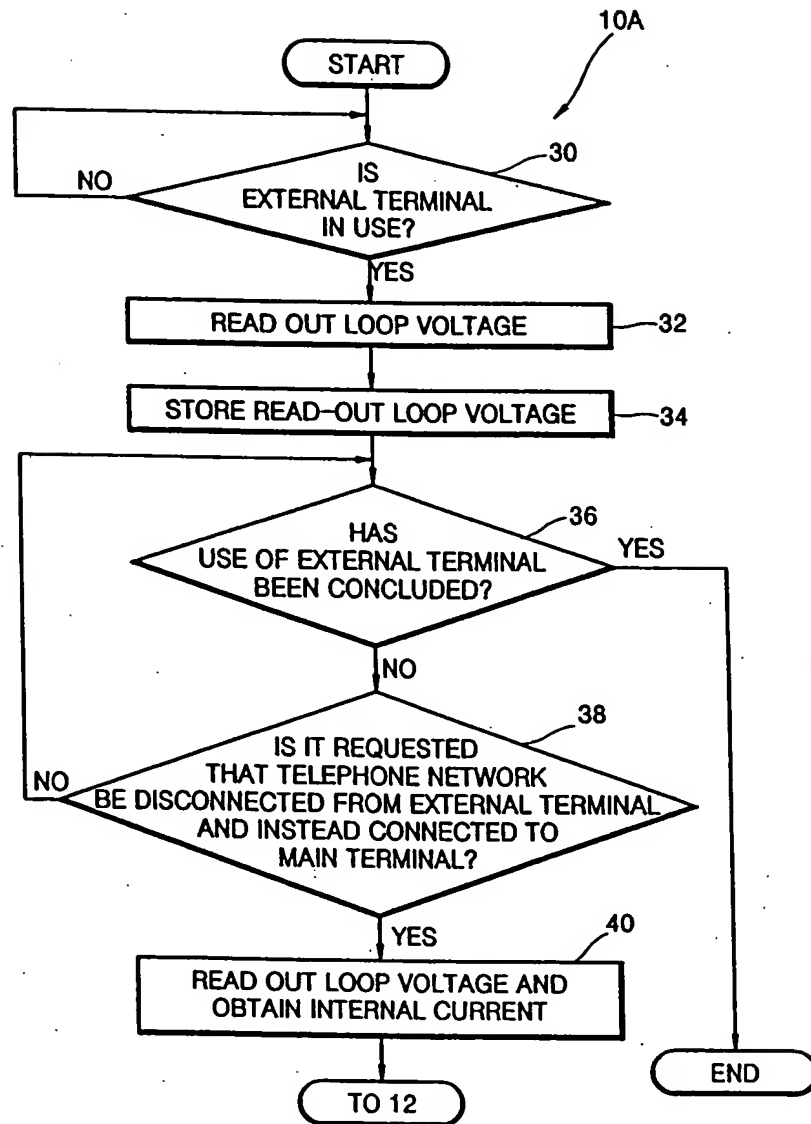 10A
START
30
IS
EXTERNAL TERMINAL
IN USE?
NO
YES
READ OUT LOOP VOLTAGE
32
STORE READ-OUT LOOP VOLTAGE
34
36
HAS
USE OF EXTERNAL TERMINAL
BEEN CONCLUDED?
YES
NO
38
IS IT REQUESTED
THAT TELEPHONE NETWORK
BE DISCONNECTED FROM EXTERNAL TERMINAL
AND INSTEAD CONNECTED TO
MAIN TERMINAL?
NO
YES
40
READ OUT LOOP VOLTAGE AND
OBTAIN INTERNAL CURRENT
TO 12
END